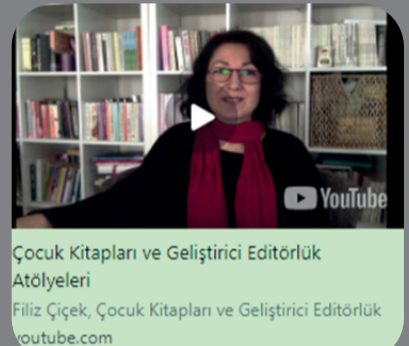 YouTube
Çocuk Kitapları ve Geliştirici Editörlük
Atölyeleri
Filiz Çiçek, Çocuk Kitapları ve Geliştirici Editörlük
youtube.com